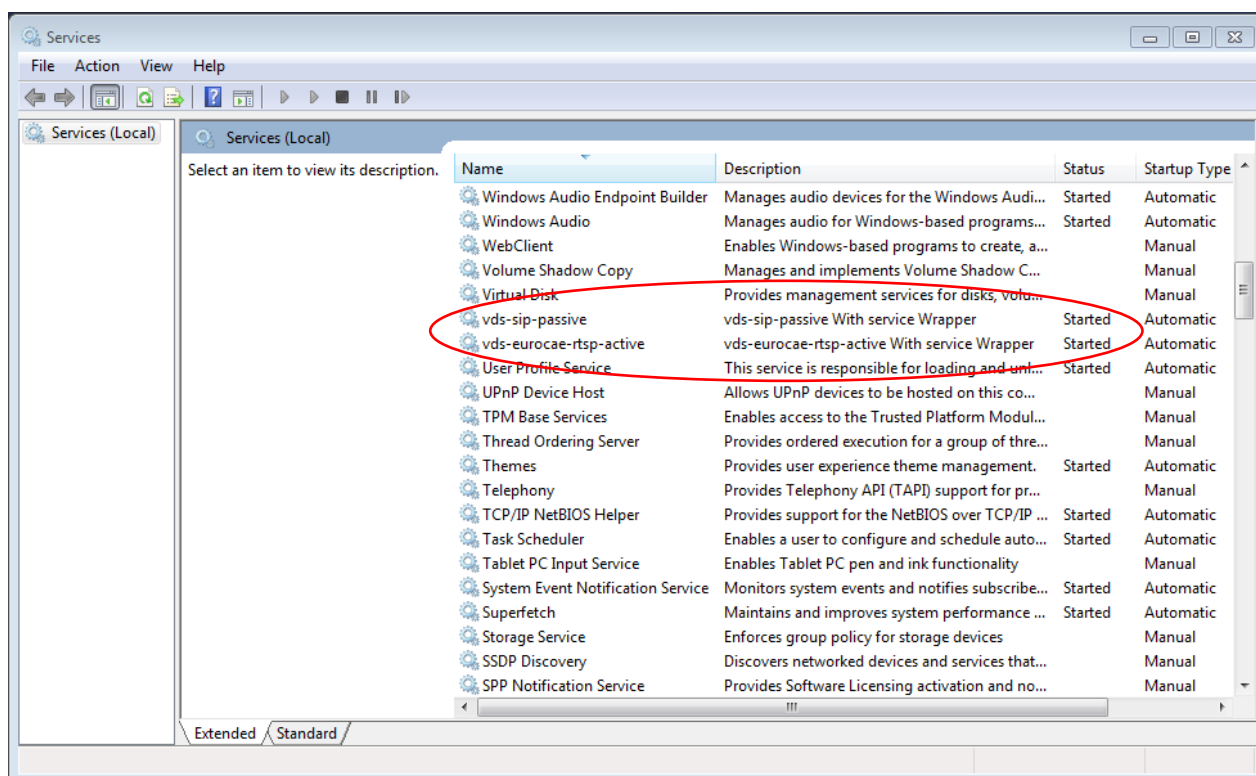 Services
File Action View Help
Services (Local)
Services (Local)
Select an item to view its description.
Name Description Status Startup Type
Windows Audio Endpoint Builder Manages audio devices for the Windows Audi... Started Automatic
Windows Audio Manages audio for Windows-based programs... Started Automatic
WebClient Enables Windows-based programs to create, a... Manual
Volume Shadow Copy Manages and implements Volume Shadow C... Manual
Virtual Disk Provides management services for disks, volu... Manual
vds-sip-passive vds-sip-passive With service Wrapper Started Automatic
vds-eurocae-rtsp-active vds-eurocae-rtsp-active With service Wrapper Started Automatic
User Profile Service This service is responsible for loading and unl... Started Automatic
UPnP Device Host Allows UPnP devices to be hosted on this co... Manual
TPM Base Services Enables access to the Trusted Platform Modul... Manual
Thread Ordering Server Provides ordered execution for a group of thre... Manual
Themes Provides user experience theme management. Started Automatic
Telephony Provides Telephony API (TAPI) support for pr... Manual
TCP/IP NetBIOS Helper Provides support for the NetBIOS over TCP/IP ... Started Automatic
Task Scheduler Enables a user to configure and schedule auto... Started Automatic
Tablet PC Input Service Enables Tablet PC pen and ink functionality Manual
System Event Notification Service Monitors system events and notifies subscribe... Started Automatic
Superfetch Maintains and improves system performance ... Started Automatic
Storage Service Enforces group policy for storage devices Manual
SSDP Discovery Discovers networked devices and services that... Manual
SPP Notification Service Provides Software Licensing activation and no... Manual
Extended Standard